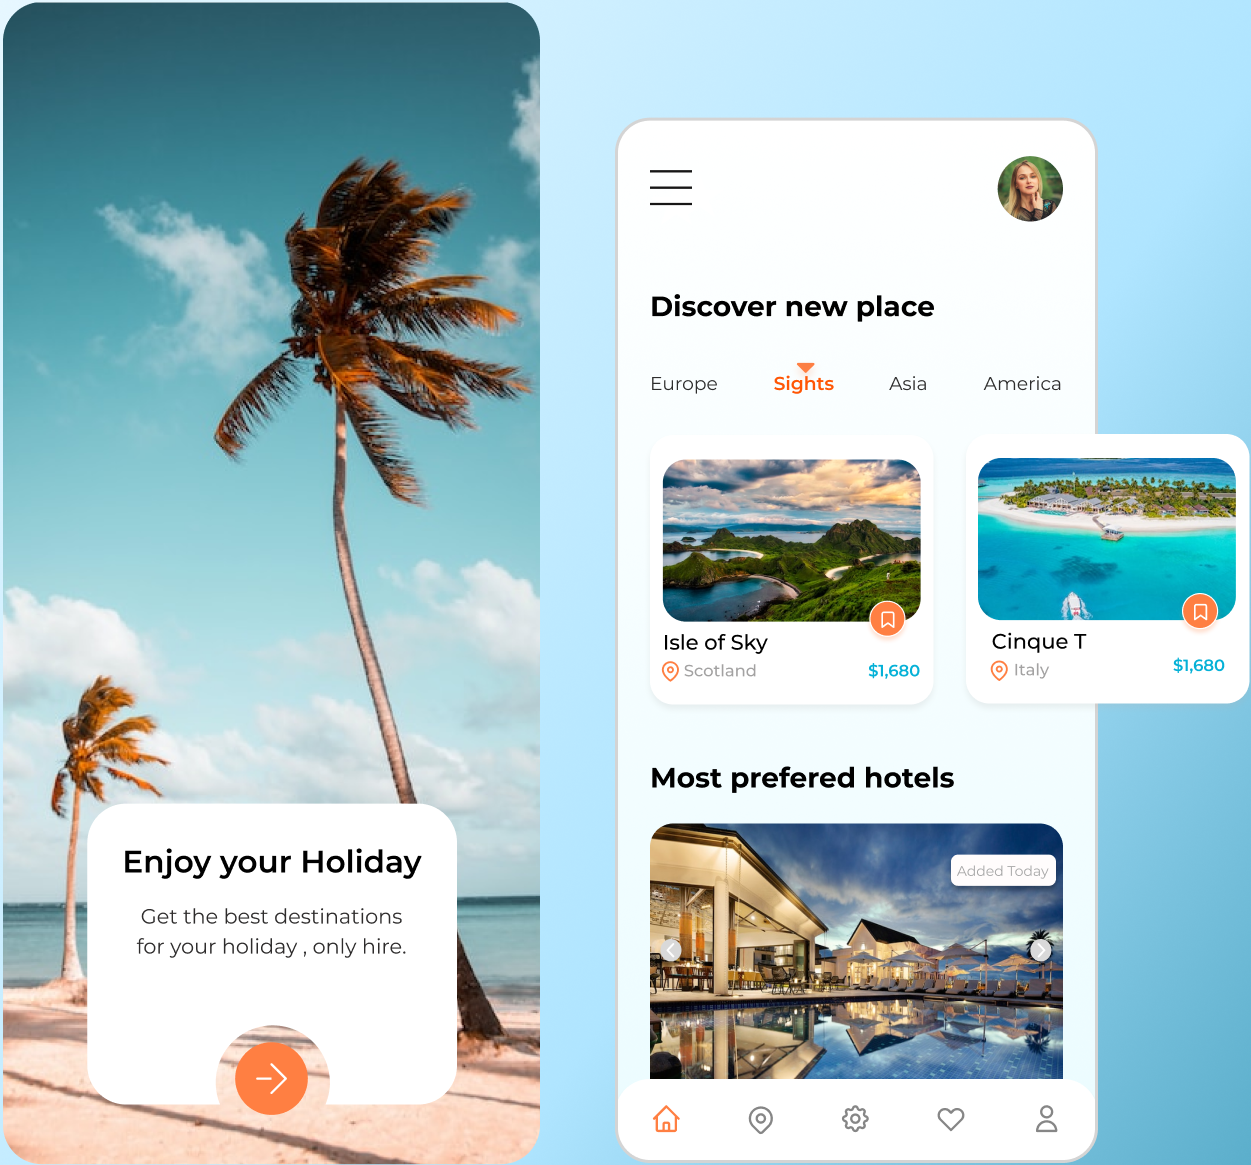 Enjoy your Holiday
Get the best destinations
for your holiday , only hire.
Discover new place
Europe Sights Asia America
Isle of Sky
Scotland $1,680
Cinque T
Italy $1,680
Most prefered hotels
Added Today